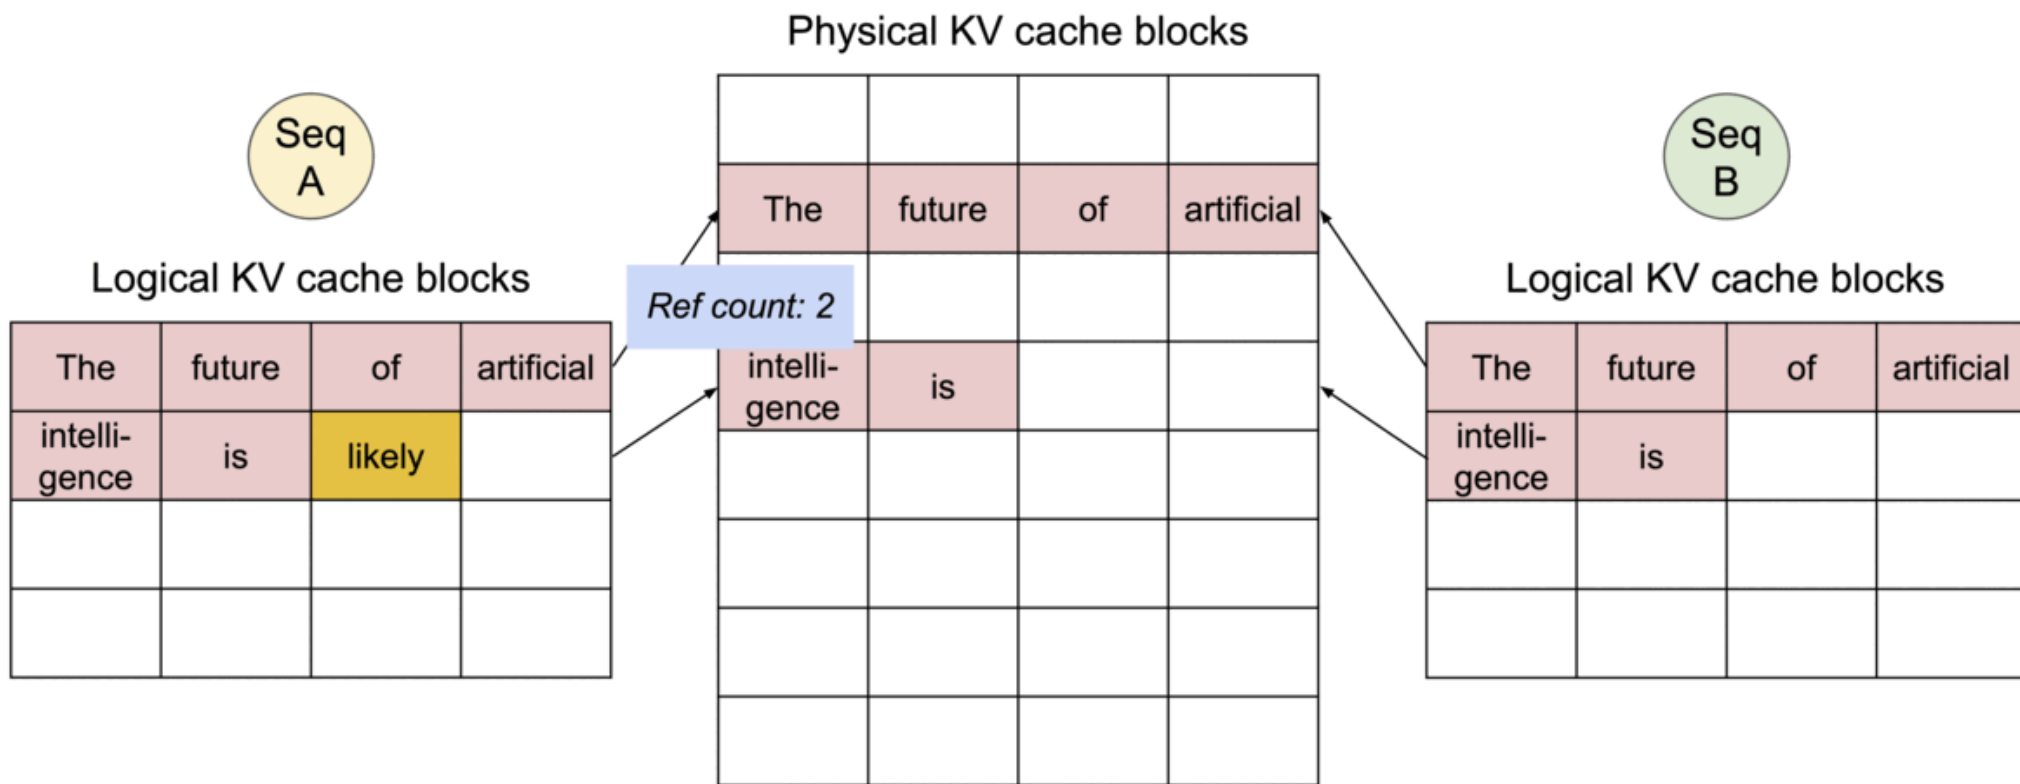 Physical KV cache blocks
Seq
A
Seq
B
Logical KV cache blocks
The future of artificial
intelli-
gence is likely
The future of artificial
Ref count: 2
intelli-
gence is
Logical KV cache blocks
The future of artificial
intelli-
gence is